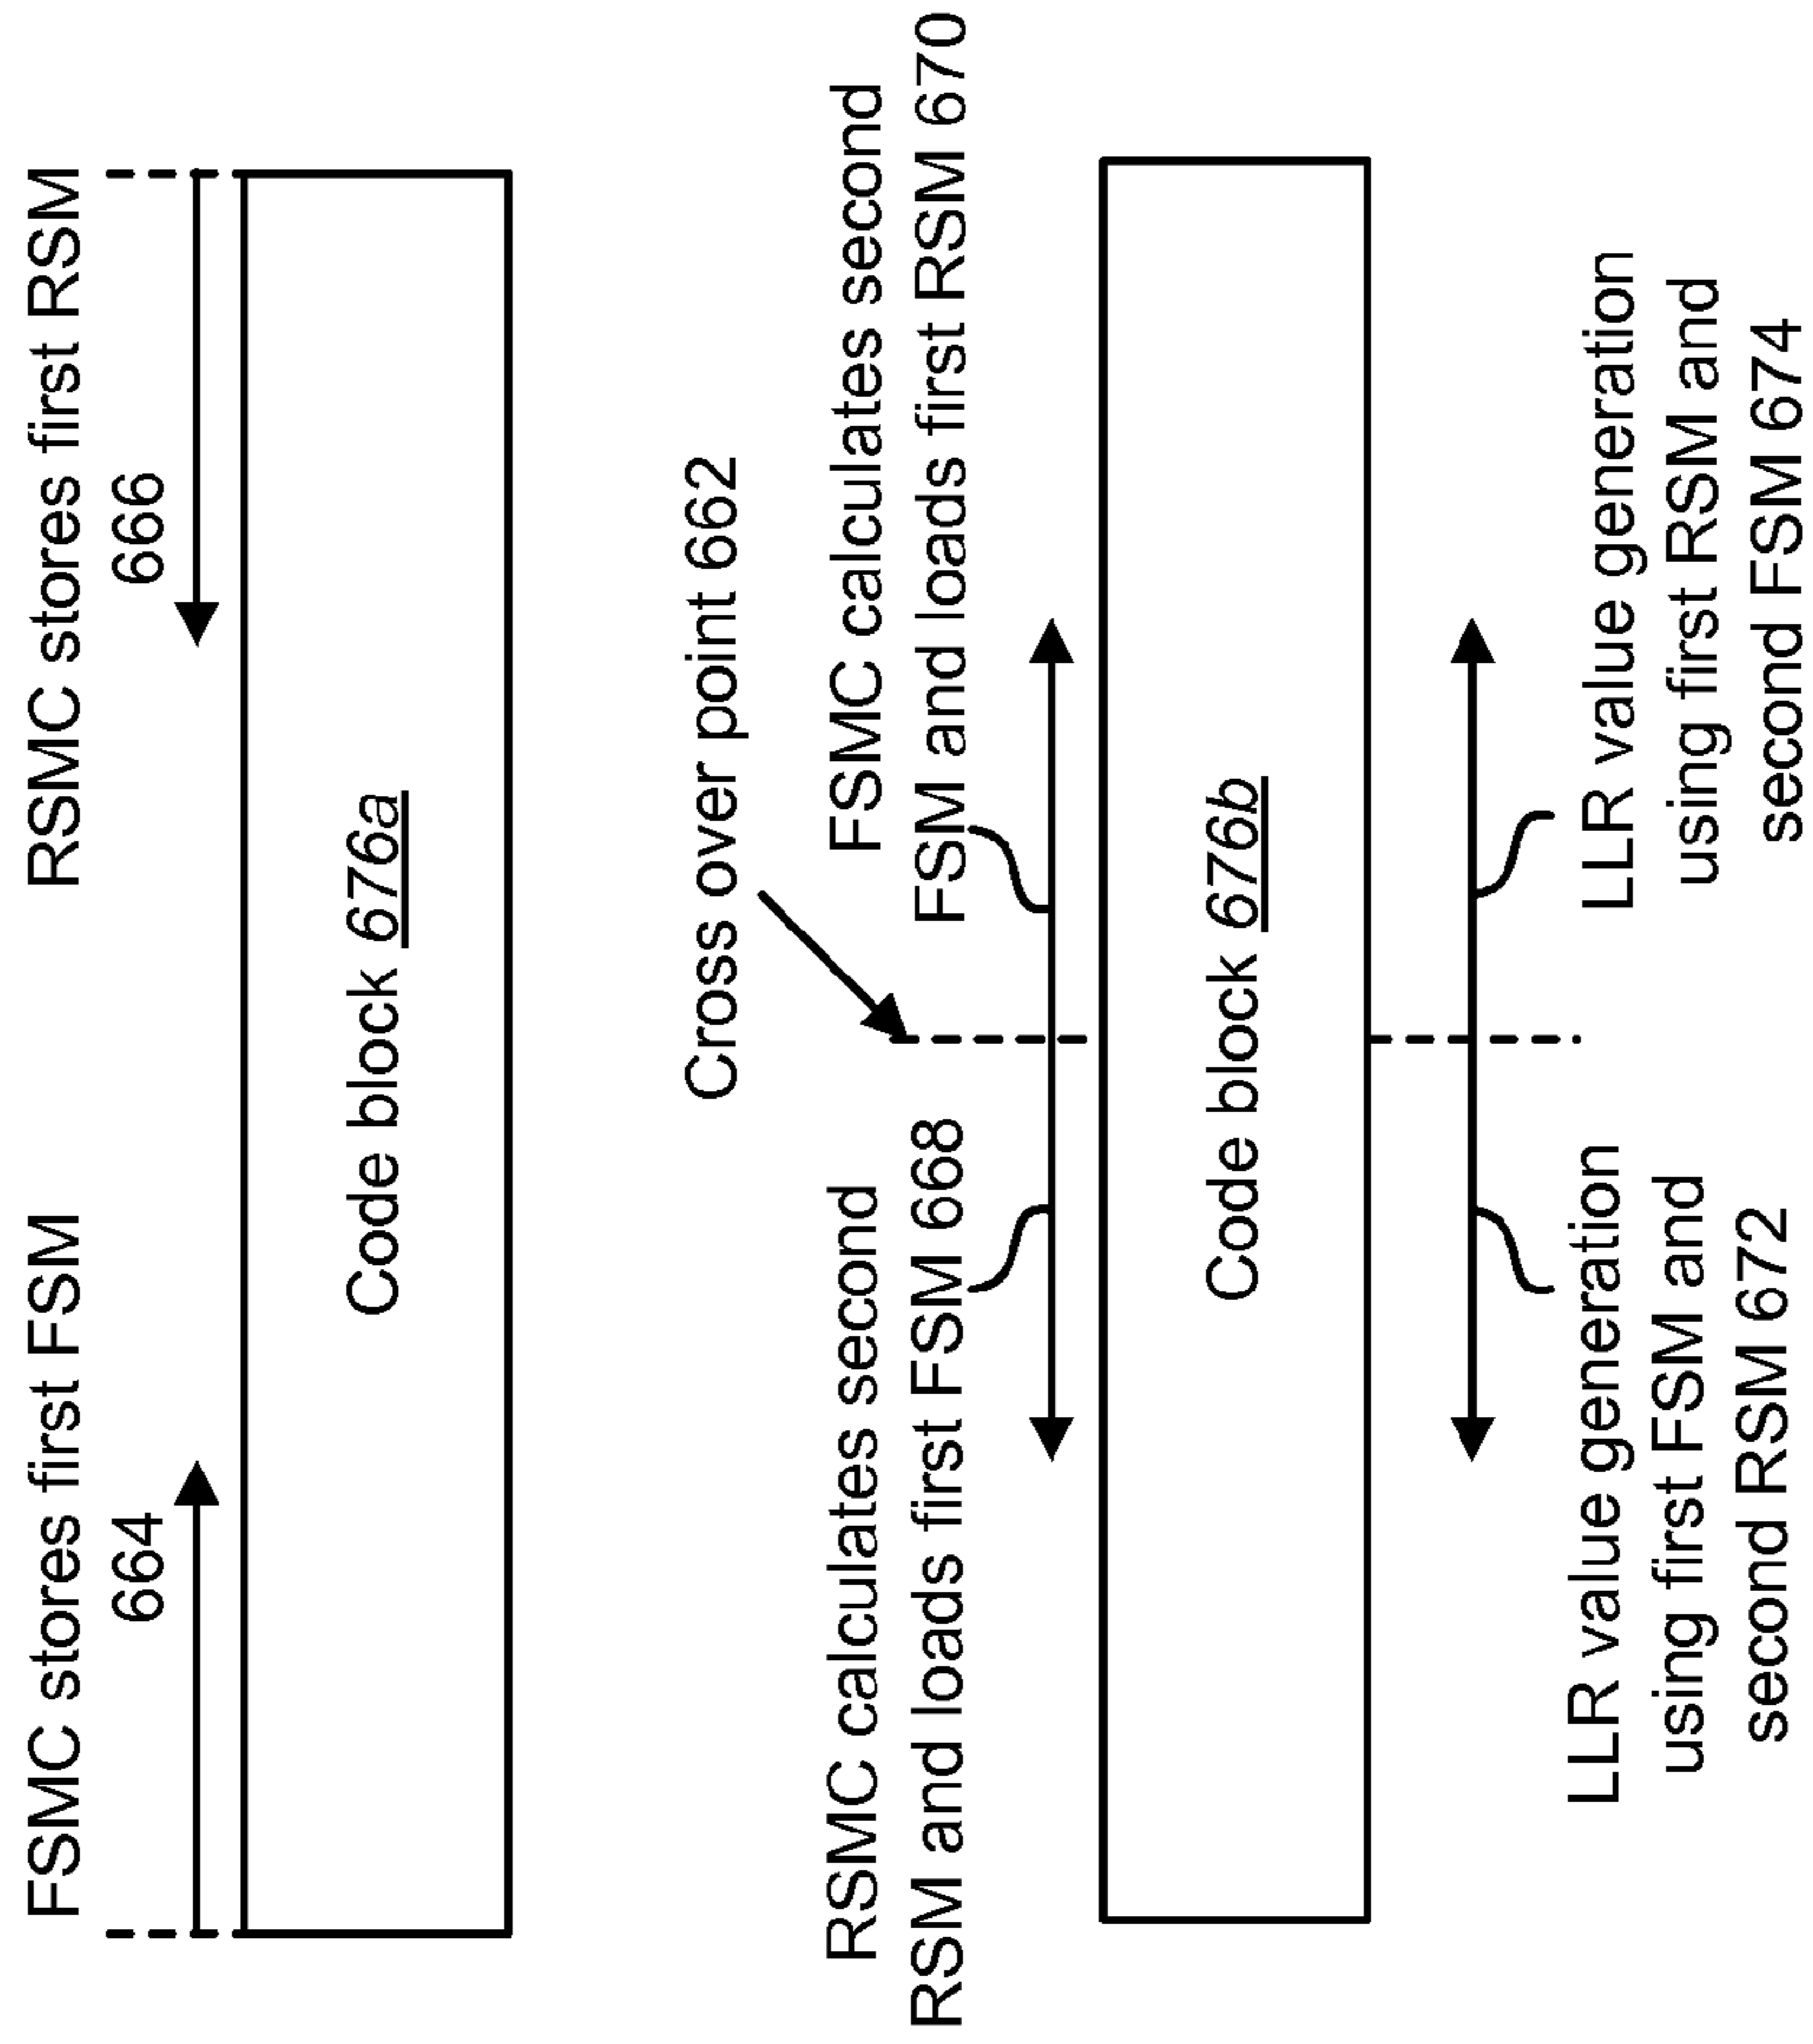 FSMC stores first FSM
664
RSMC stores first RSM
666
Code block 676a
Cross over point 662
RSMC calculates second
RSM and loads first FSM 668
FSMC calculates second
FSM and loads first RSM 670
Code block 676b
LLR value generation
using first FSM and
second RSM 672
LLR value generation
using first RSM and
second FSM 674